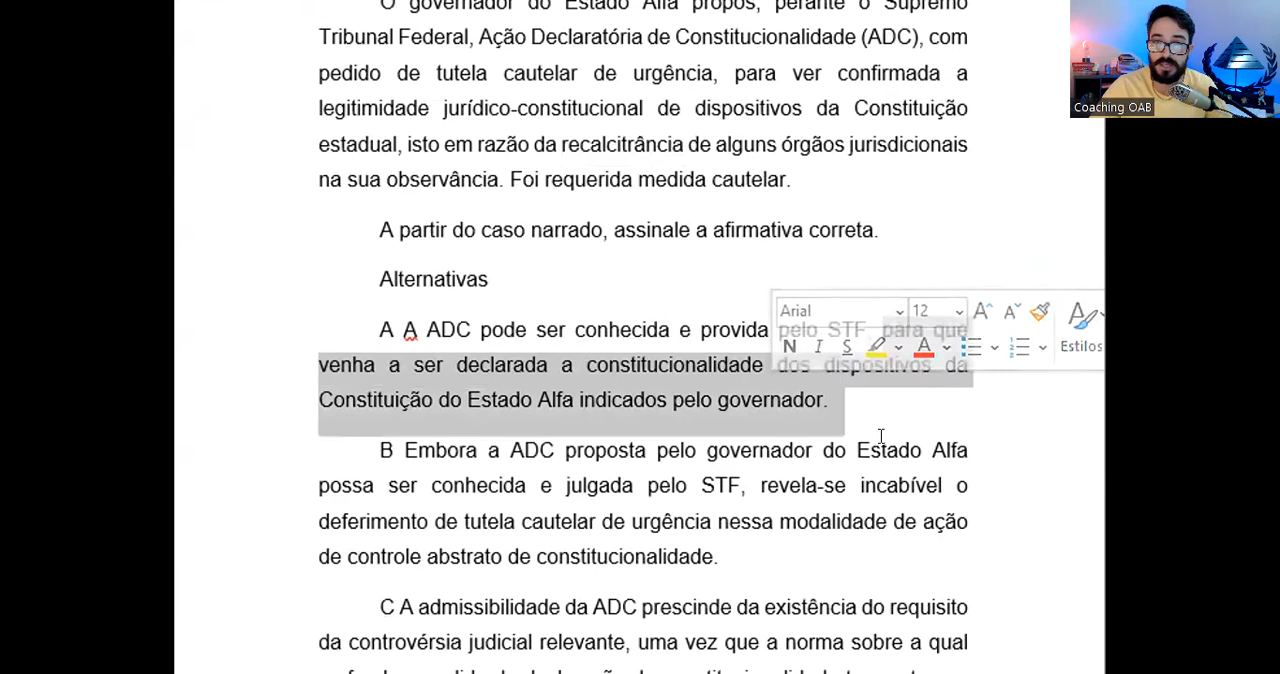 O governador do Estado Alfa propôs, perante o Supremo
Tribunal Federal, Ação Declaratória de Constitucionalidade (ADC), com
pedido de tutela cautelar de urgência, para ver confirmada a
legitimidade jurídico-constitucional de dispositivos da Constituição
estadual, isto em razão da recalcitrância de alguns órgãos jurisdicionais
na sua observância. Foi requerida medida cautelar.
Coaching OAB
A partir do caso narrado, assinale a afirmativa correta.
Alternativas
Arial 12
A A ADC pode ser conhecida e provida pelo STF, para que
N I S A Estilos
venha a ser declarada a constitucionalidade dos dispositivos da
Constituição do Estado Alfa indicados pelo governador.
B Embora a ADC proposta pelo governador do Estado Alfa
possa ser conhecida e julgada pelo STF, revela-se incabível o
deferimento de tutela cautelar de urgência nessa modalidade de ação
de controle abstrato de constitucionalidade.
C A admissibilidade da ADC prescinde da existência do requisito
da controvérsia judicial relevante, uma vez que a norma sobre a qual